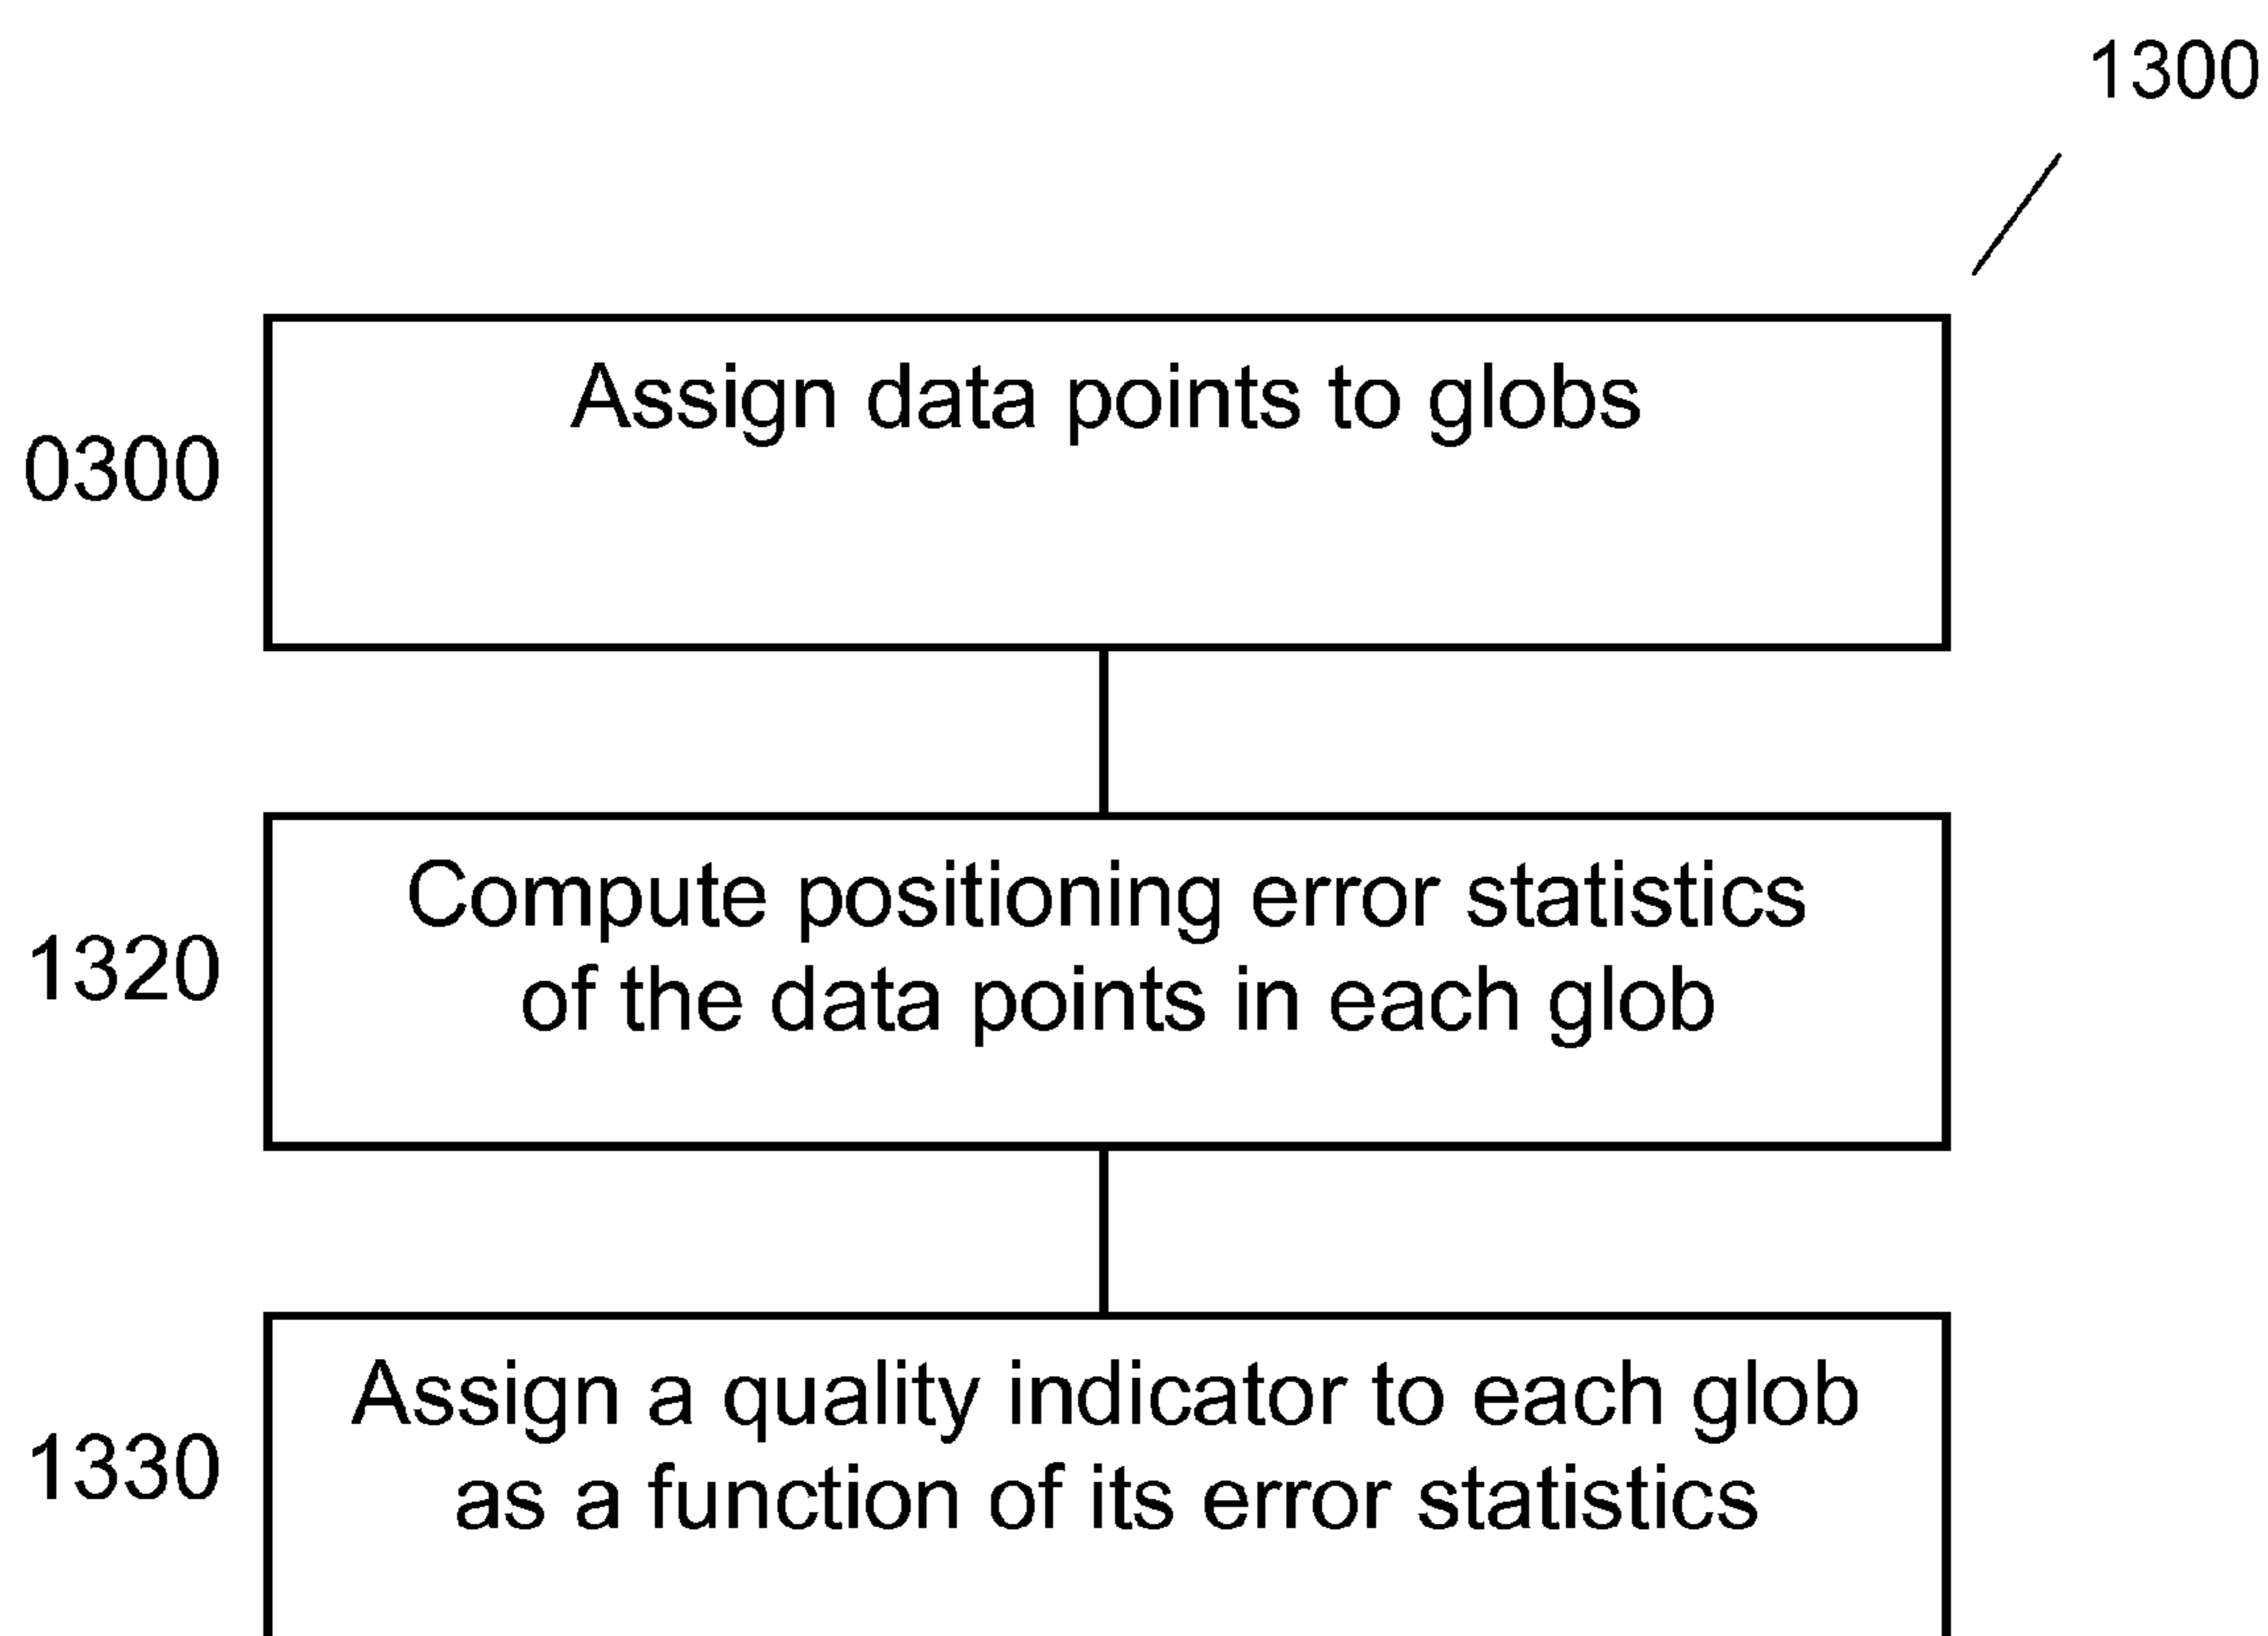 1300
Assign data points to globs
0300
Compute positioning error statistics
of the data points in each glob
1320
Assign a quality indicator to each glob
as a function of its error statistics
1330